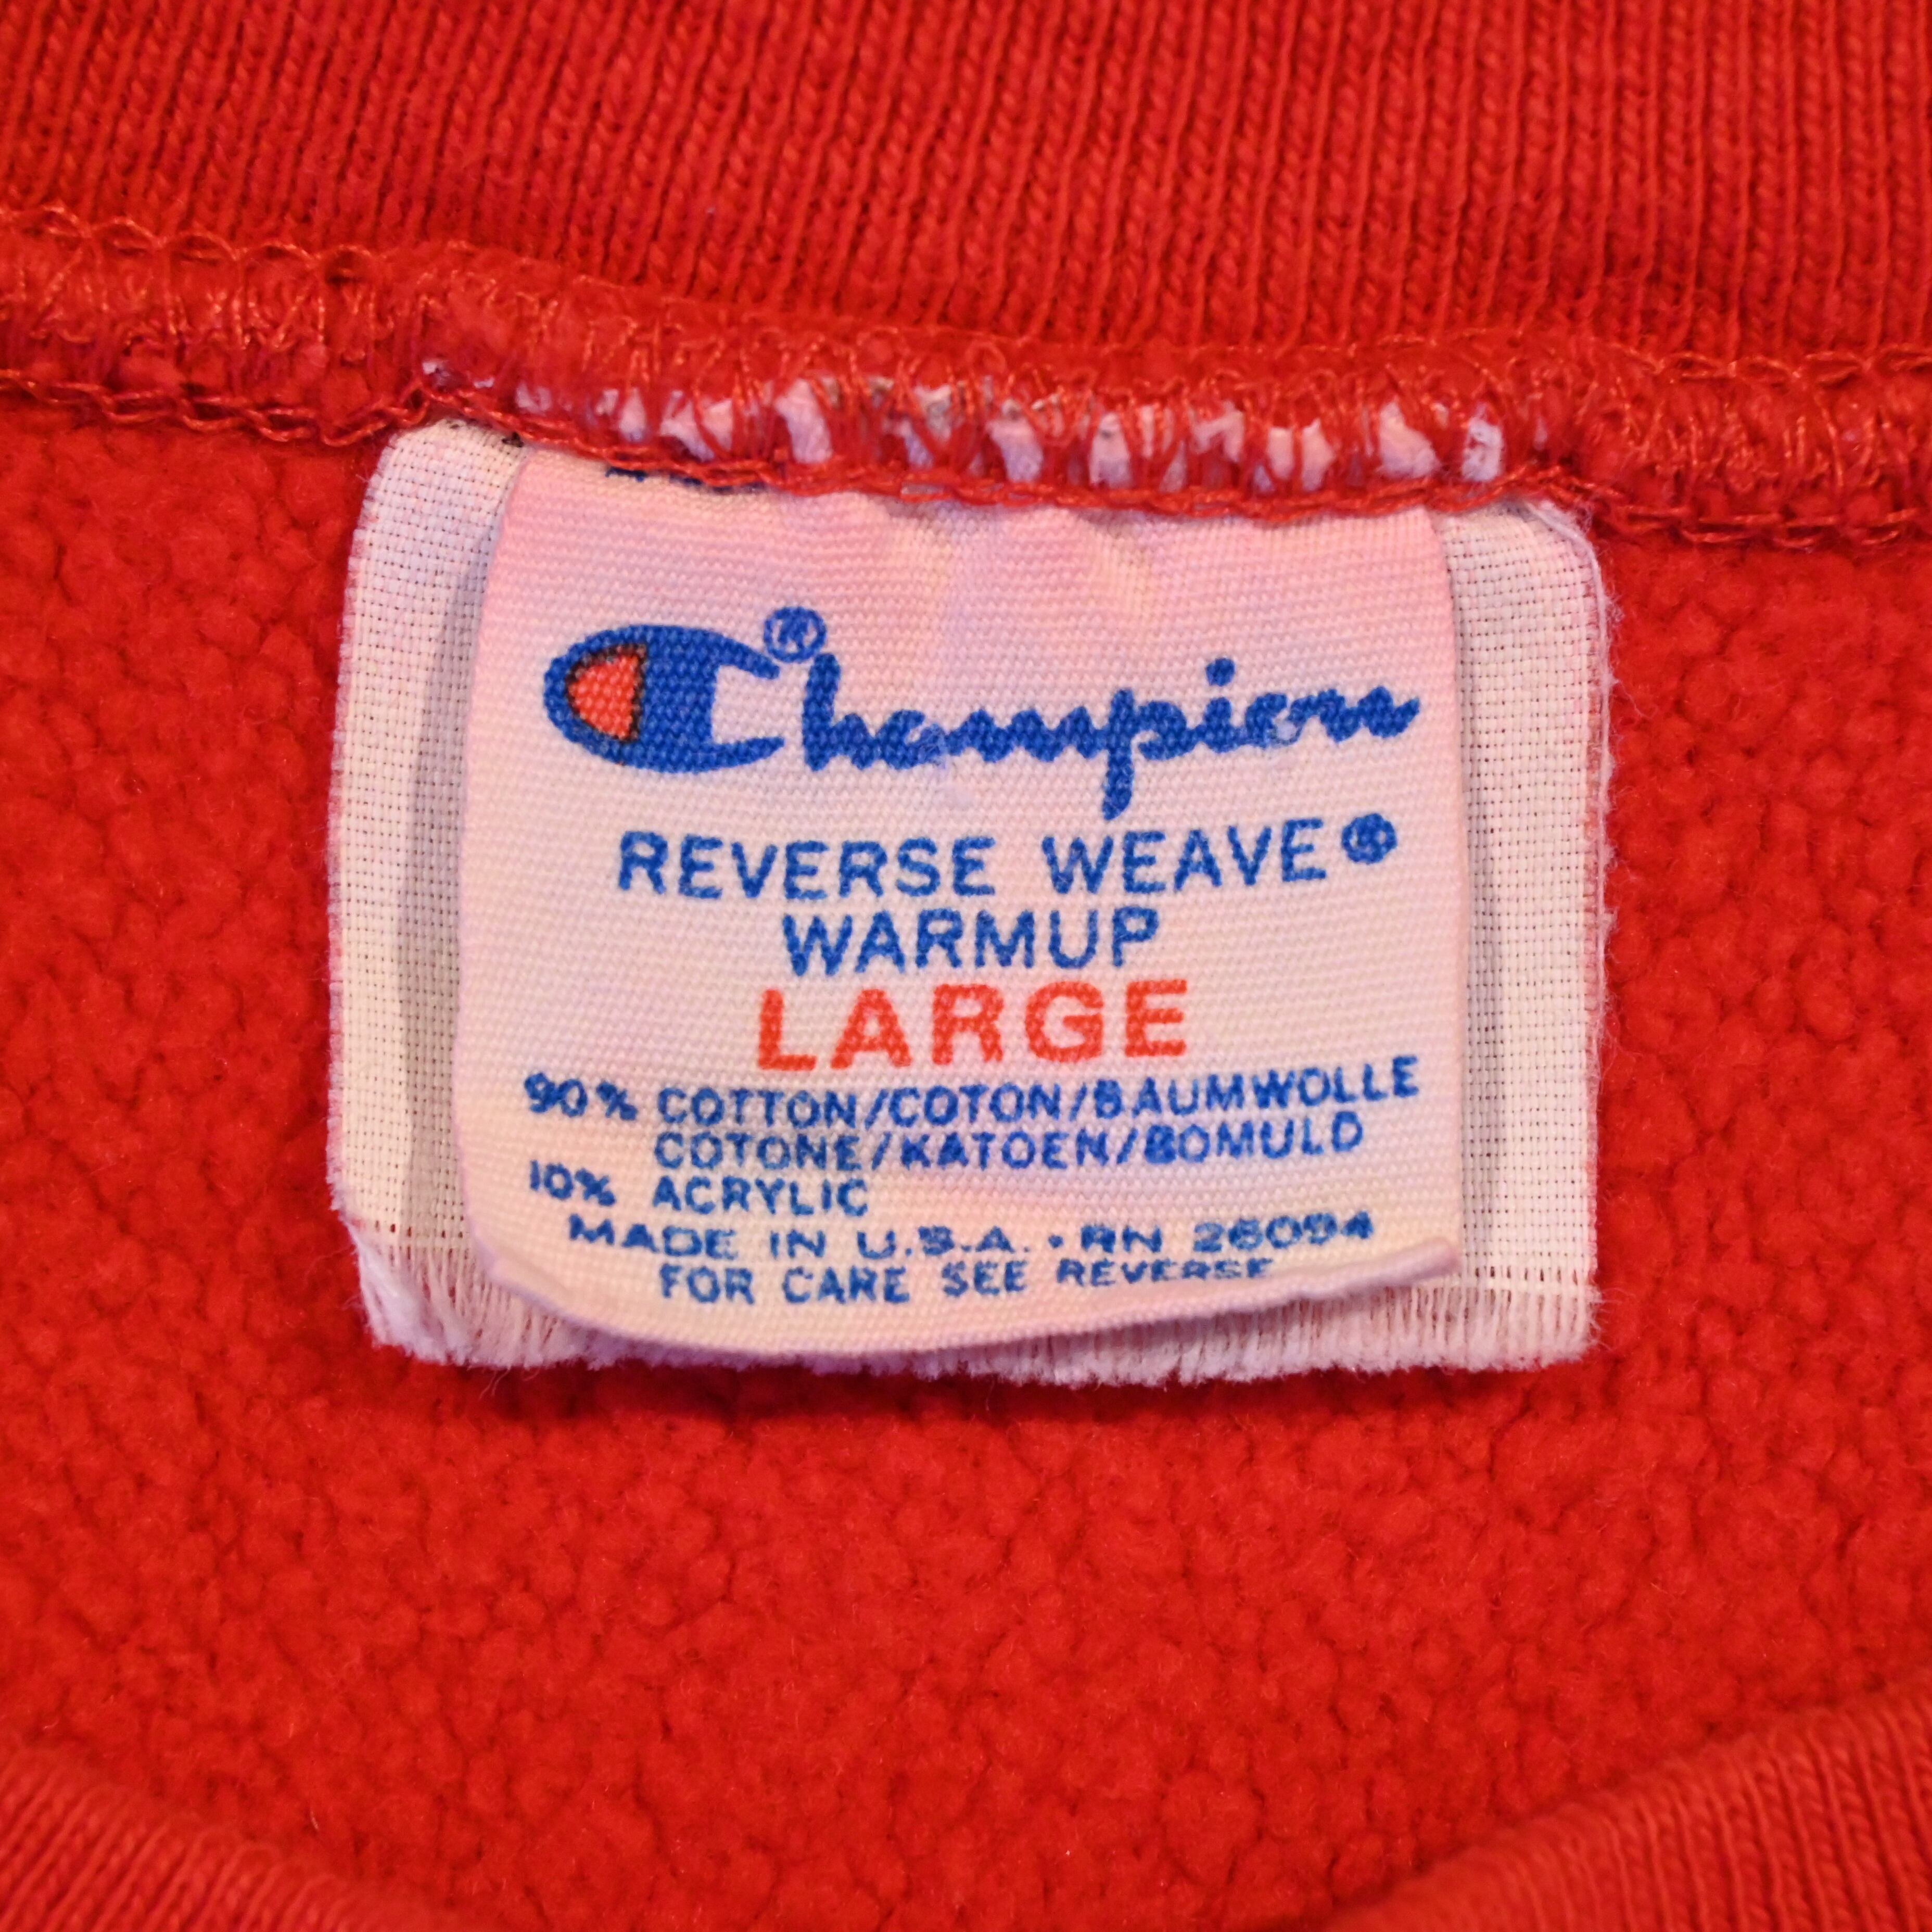 Champion®
REVERSE WEAVE®
WARMUP
LARGE
90% COTTON/COTON/BAUMWOLLE
COTONE/KATOEN/BOMULD
10% ACRYLIC
MADE IN U.S.A. • RN 26094
FOR CARE SEE REVERSE